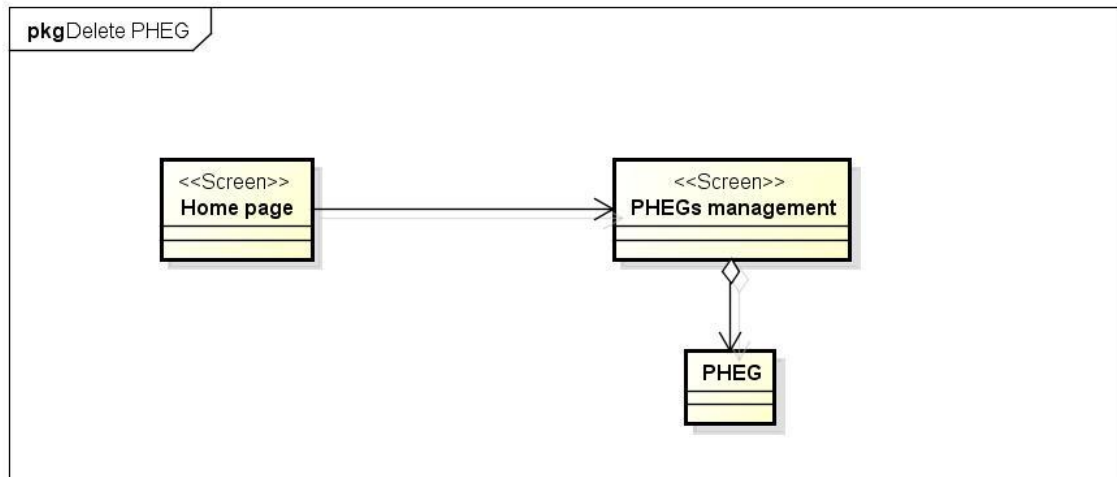 pkgDelete PHEG
<<Screen>>
Home page
<<Screen>>
PHEGs management
PHEG